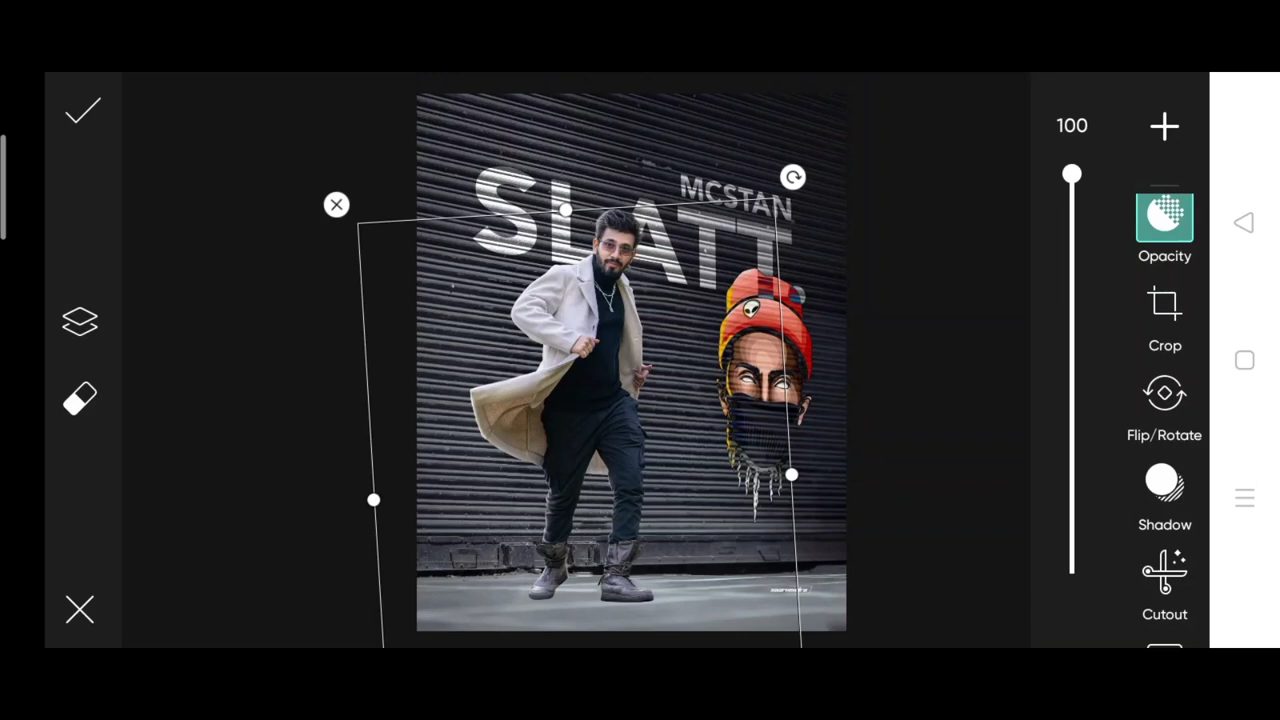 100
Opacity
Crop
Flip/Rotate
Shadow
Cutout
MCSTAN
SLATT